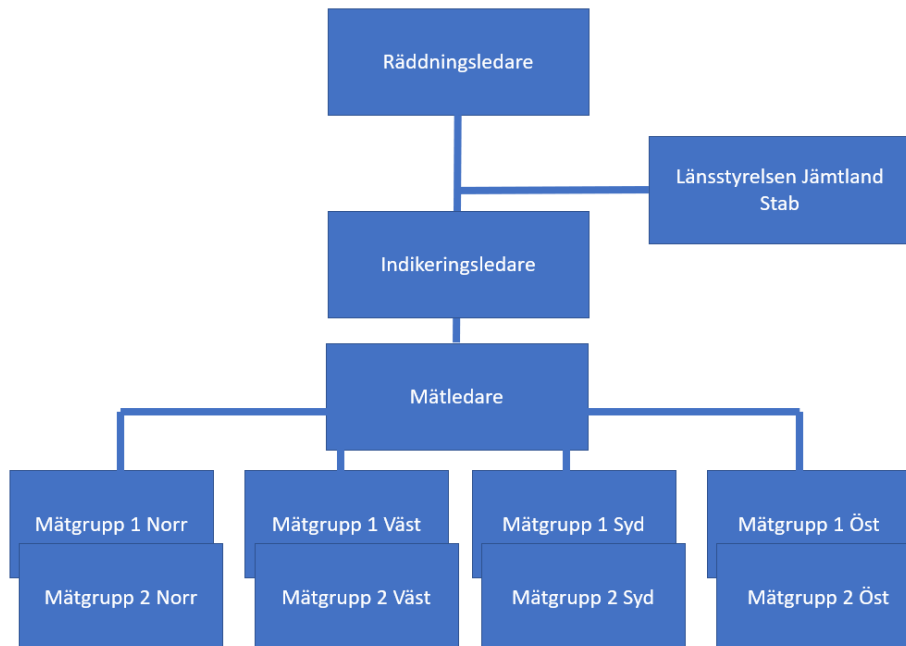 Räddningsledare
Länsstyrelsen Jämtland
Stab
Indikeringsledare
Mätledare
Mätgrupp 1 Norr
Mätgrupp 1 Väst
Mätgrupp 1 Syd
Mätgrupp 1 Öst
Mätgrupp 2 Norr
Mätgrupp 2 Väst
Mätgrupp 2 Syd
Mätgrupp 2 Öst